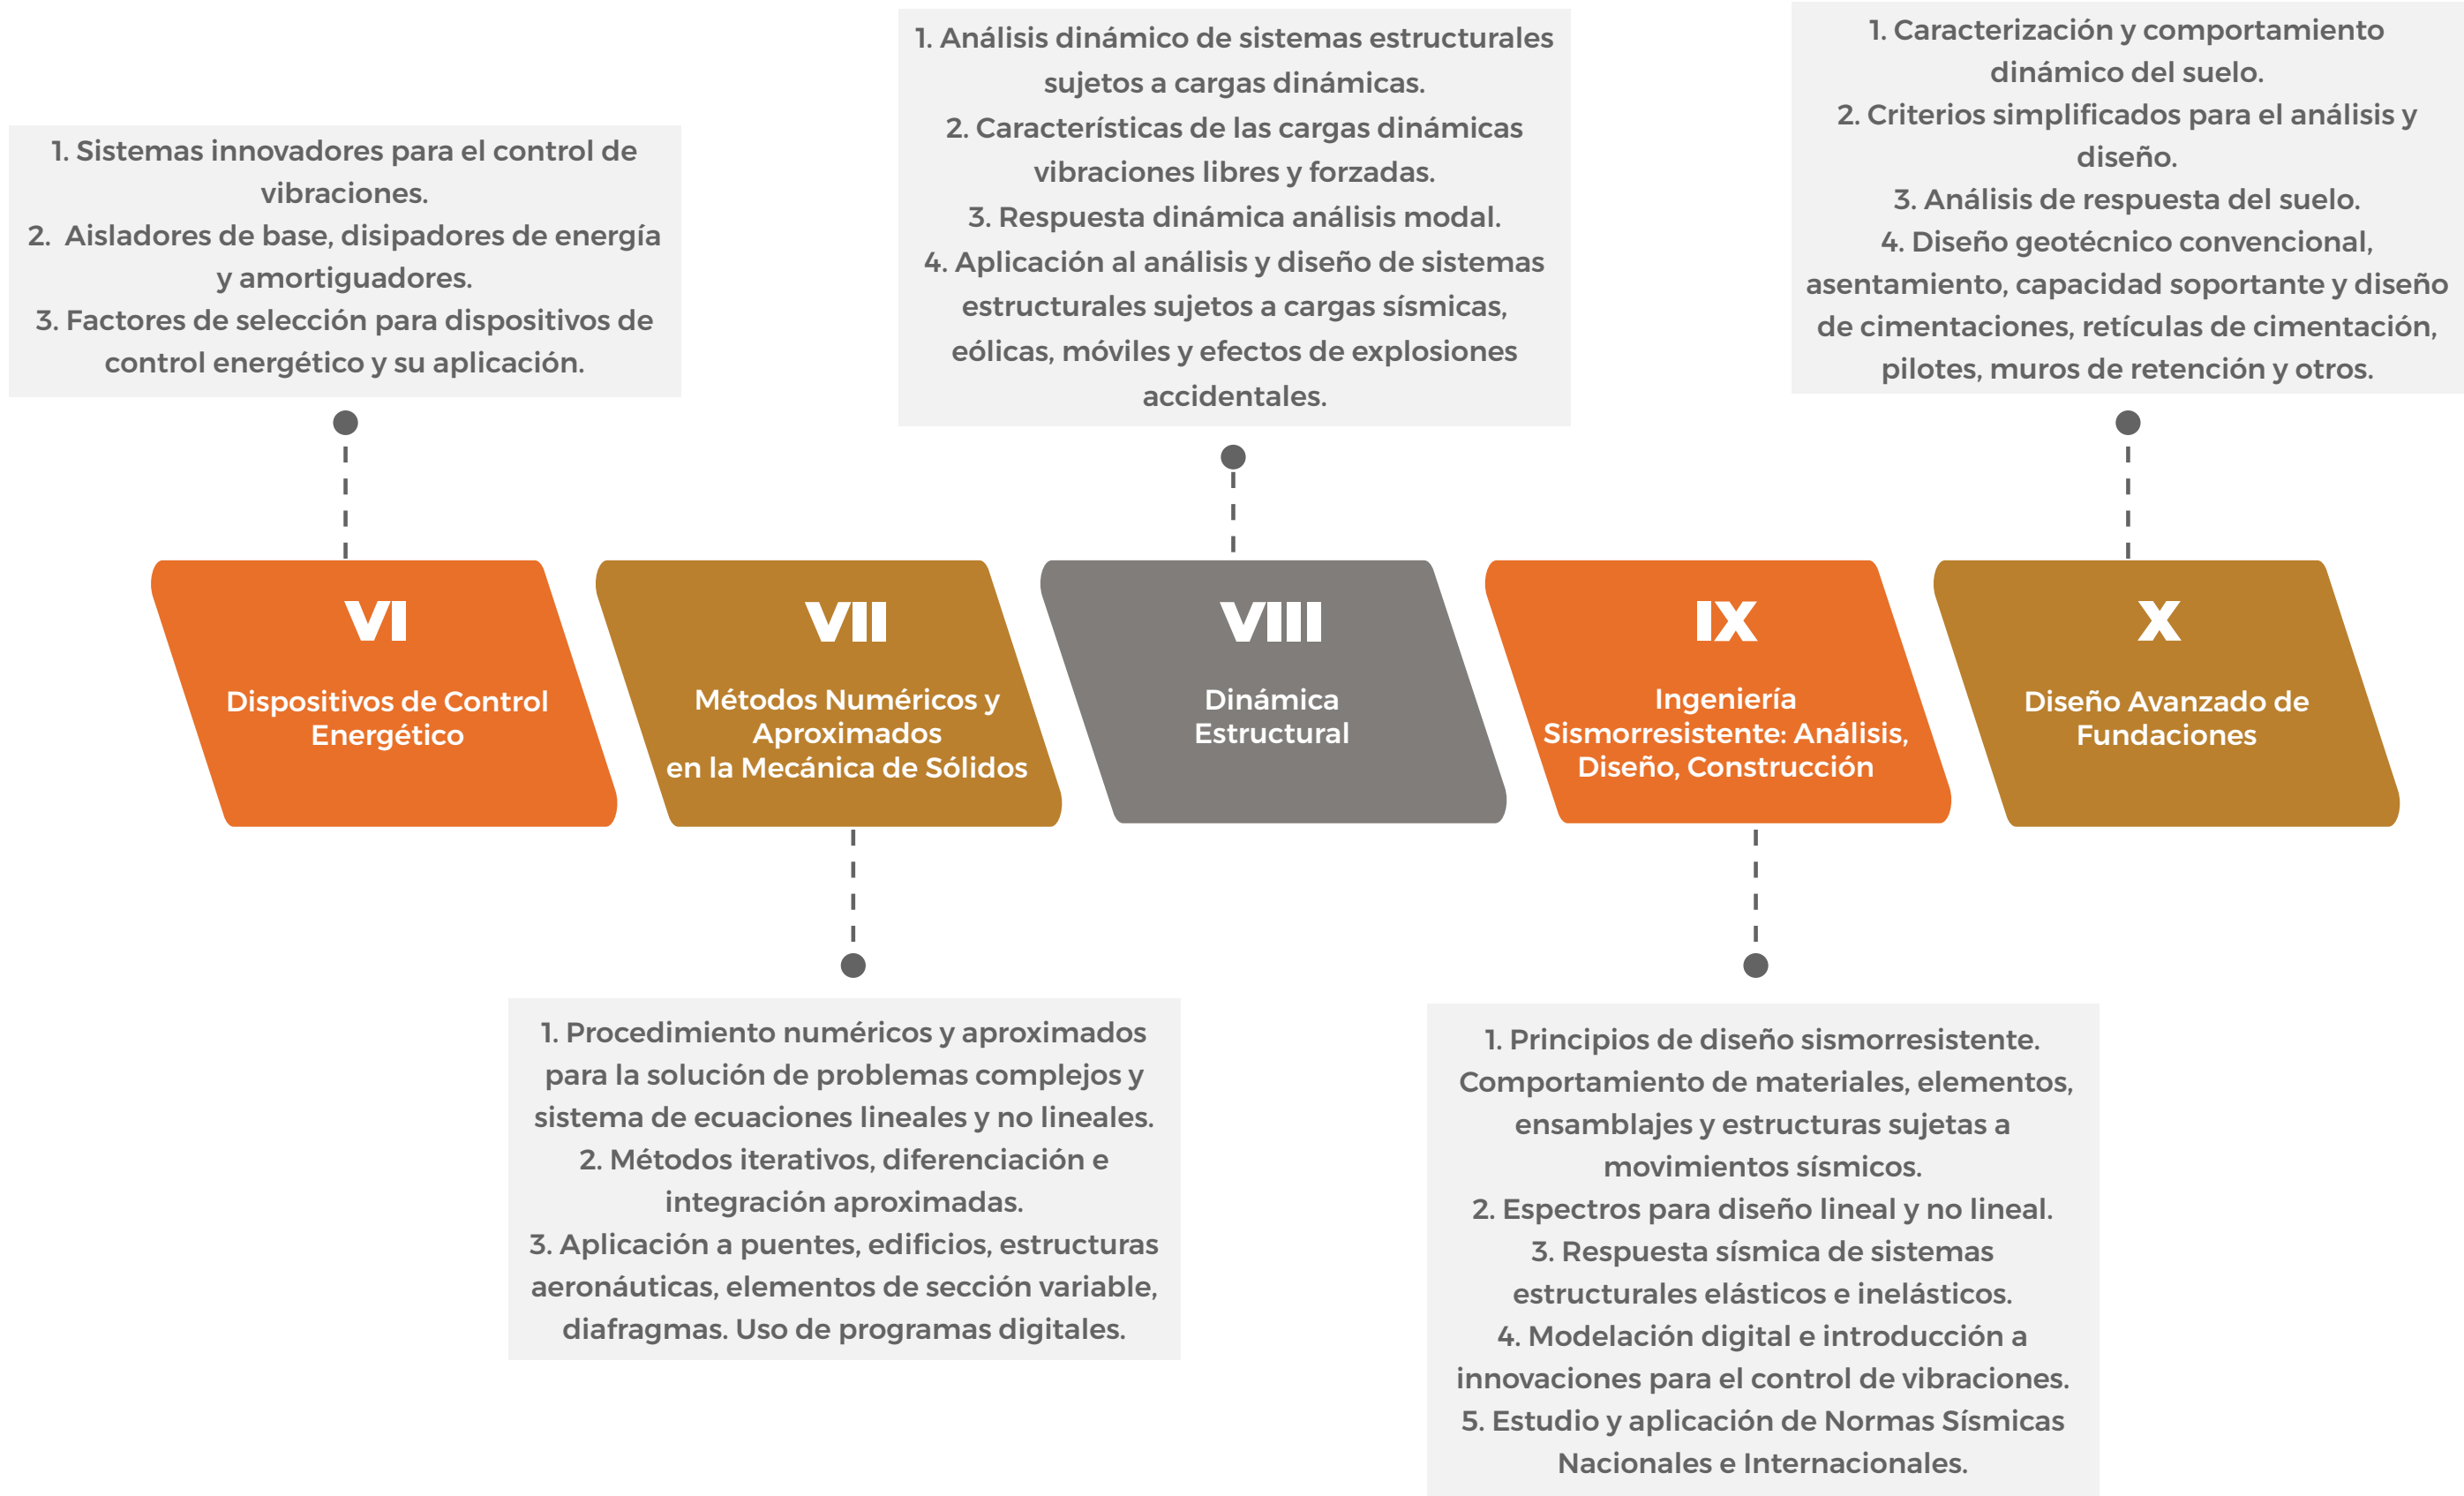 1. Sistemas innovadores para el control de
vibraciones.
2. Aisladores de base, disipadores de energía
y amortiguadores.
3. Factores de selección para dispositivos de
control energético y su aplicación.
1. Análisis dinámico de sistemas estructurales
sujetos a cargas dinámicas.
2. Características de las cargas dinámicas
vibraciones libres y forzadas.
3. Respuesta dinámica análisis modal.
4. Aplicación al análisis y diseño de sistemas
estructurales sujetos a cargas sísmicas,
eólicas, móviles y efectos de explosiones
accidentales.
1. Caracterización y comportamiento
dinámico del suelo.
2. Criterios simplificados para el análisis y
diseño.
3. Análisis de respuesta del suelo.
4. Diseño geotécnico convencional,
asentamiento, capacidad soportante y diseño
de cimentaciones, retículas de cimentación,
pilotes, muros de retención y otros.
VI
Dispositivos de Control
Energético
VII
Métodos Numéricos y
Aproximados
en la Mecánica de Sólidos
VIII
Dinámica
Estructural
IX
Ingeniería
Sismorresistente: Análisis,
Diseño, Construcción
X
Diseño Avanzado de
Fundaciones
1. Procedimiento numéricos y aproximados
para la solución de problemas complejos y
sistema de ecuaciones lineales y no lineales.
2. Métodos iterativos, diferenciación e
integración aproximadas.
3. Aplicación a puentes, edificios, estructuras
aeronáuticas, elementos de sección variable,
diafragmas. Uso de programas digitales.
1. Principios de diseño sismorresistente.
Comportamiento de materiales, elementos,
ensamblajes y estructuras sujetas a
movimientos sísmicos.
2. Espectros para diseño lineal y no lineal.
3. Respuesta sísmica de sistemas
estructurales elásticos e inelásticos.
4. Modelación digital e introducción a
innovaciones para el control de vibraciones.
5. Estudio y aplicación de Normas Sísmicas
Nacionales e Internacionales.